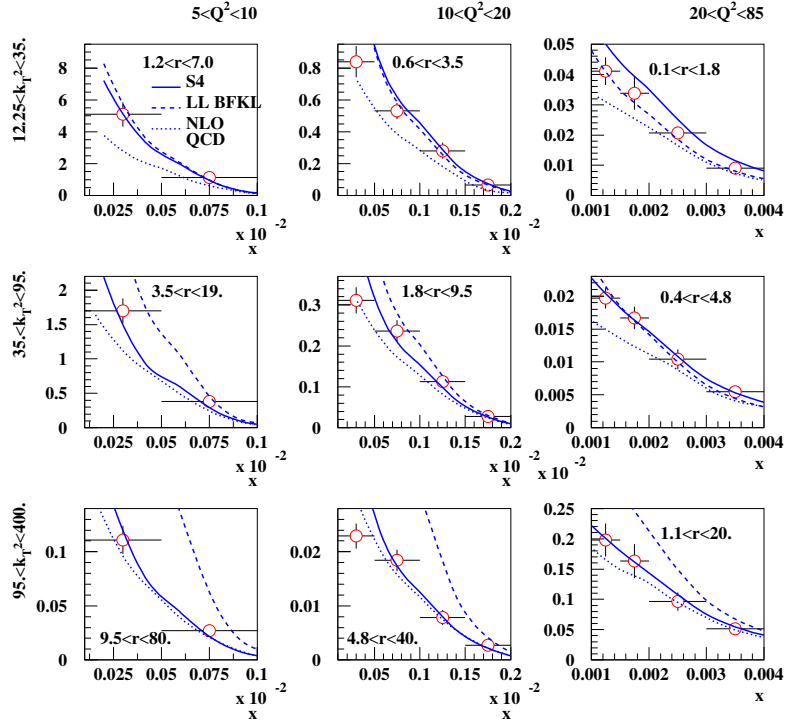 5<Q²<10 10<Q²<20 20<Q²<85
12.25<k_T²<35.
1.2<r<7.0
S4
LL BFKL
NLO
QCD
8
6
4
2
0
0.025 0.05 0.075 0.1
x 10⁻²
x
0.6<r<3.5
0.8
0.6
0.4
0.2
0
0.05 0.1 0.15 0.2
x 10⁻²
x
0.1<r<1.8
0.05
0.04
0.03
0.02
0.01
0
0.001 0.002 0.003 0.004
x
35.<k_T²<95.
3.5<r<19.
2
1.5
1
0.5
0
0.025 0.05 0.075 0.1
x 10⁻²
x
1.8<r<9.5
0.3
0.2
0.1
0
0.05 0.1 0.15 0.2
x 10⁻²
x
0.4<r<4.8
0.02
0.015
0.01
0.005
0
0.001 0.002 0.003 0.004
x
95.<k_T²<400.
9.5<r<80.
0.1
0.05
0
0.025 0.05 0.075 0.1
x 10⁻²
x
4.8<r<40.
0.02
0.01
0
0.05 0.1 0.15 0.2
x 10⁻²
x
x 10⁻²
1.1<r<20.
0.25
0.2
0.15
0.1
0.05
0
0.001 0.002 0.003 0.004
x